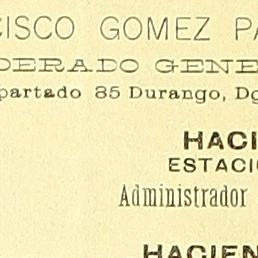 CISCO GOMEZ PA
DERADO GENE
partado 85 Durango, Dg
HACI
ESTACI
Administrador
HACIEN